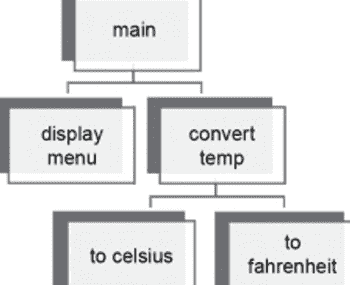 main
display
menu
convert
temp
to celsius
to
fahrenheit